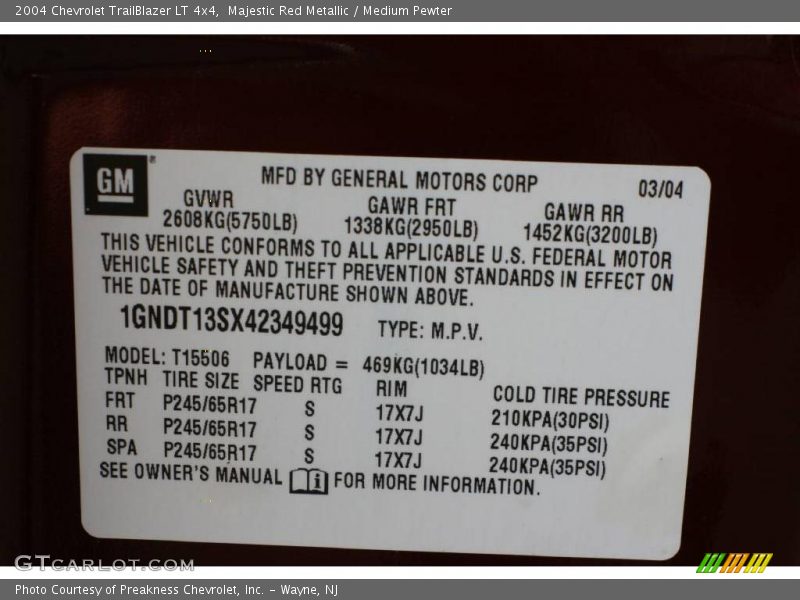 2004 Chevrolet TrailBlazer LT 4x4,  Majestic Red Metallic / Medium Pewter
GM®
MFD BY GENERAL MOTORS CORP 03/04
GVWR GAWR FRT GAWR RR
2608KG(5750LB) 1338KG(2950LB) 1452KG(3200LB)
THIS VEHICLE CONFORMS TO ALL APPLICABLE U.S. FEDERAL MOTOR
VEHICLE SAFETY AND THEFT PREVENTION STANDARDS IN EFFECT ON
THE DATE OF MANUFACTURE SHOWN ABOVE.
1GNDT13SX42349499 TYPE: M.P.V.
MODEL: T15506 PAYLOAD = 469KG(1034LB)
TPNH TIRE SIZE SPEED RTG RIM COLD TIRE PRESSURE
FRT P245/65R17 S 17X7J 210KPA(30PSI)
RR P245/65R17 S 17X7J 240KPA(35PSI)
SPA P245/65R17 S 17X7J 240KPA(35PSI)
SEE OWNER'S MANUAL i FOR MORE INFORMATION.
GTCARLOT.COM
Photo Courtesy of Preakness Chevrolet, Inc. - Wayne, NJ